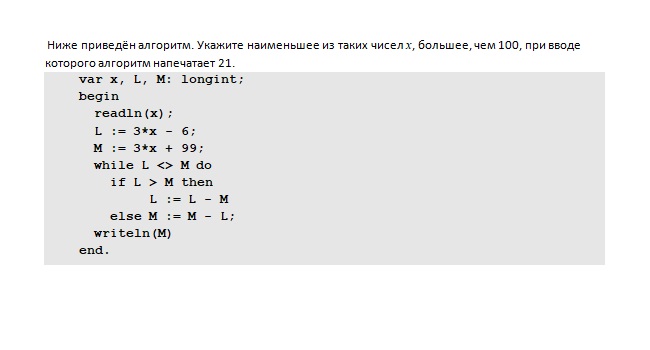 Ниже приведён алгоритм. Укажите наименьшее из таких чисел x, большее, чем 100, при вводе
которого алгоритм напечатает 21.
var x, L, M: longint;
begin
readln(x);
L := 3*x - 6;
M := 3*x + 99;
while L <> M do
if L > M then
L := L - M
else M := M - L;
writeln(M)
end.